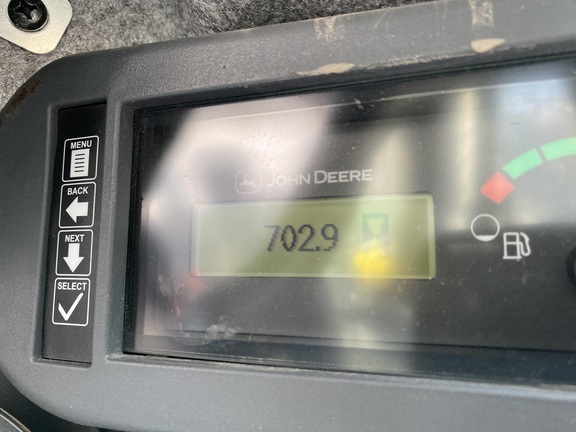 MENU
BACK
NEXT
SELECT
JOHN DEERE
702.9